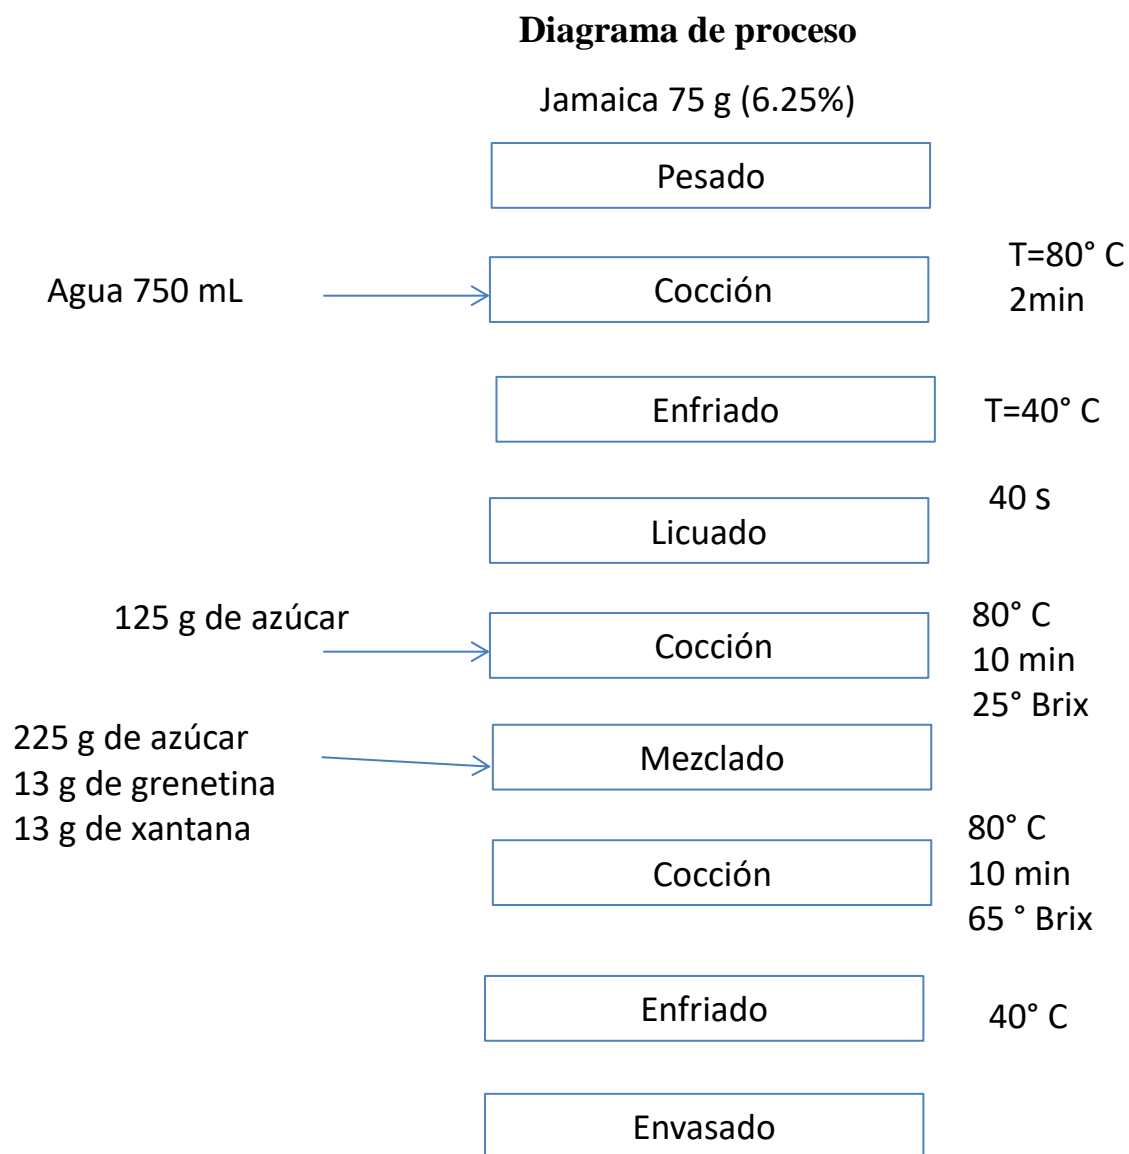 Diagrama de proceso
Jamaica 75 g (6.25%)
Pesado
Agua 750 mL
Cocción
T=80° C
2min
Enfriado
T=40° C
40 s
Licuado
125 g de azúcar
Cocción
80° C
10 min
25° Brix
225 g de azúcar
13 g de grenetina
13 g de xantana
Mezclado
Cocción
80° C
10 min
65 ° Brix
Enfriado
40° C
Envasado